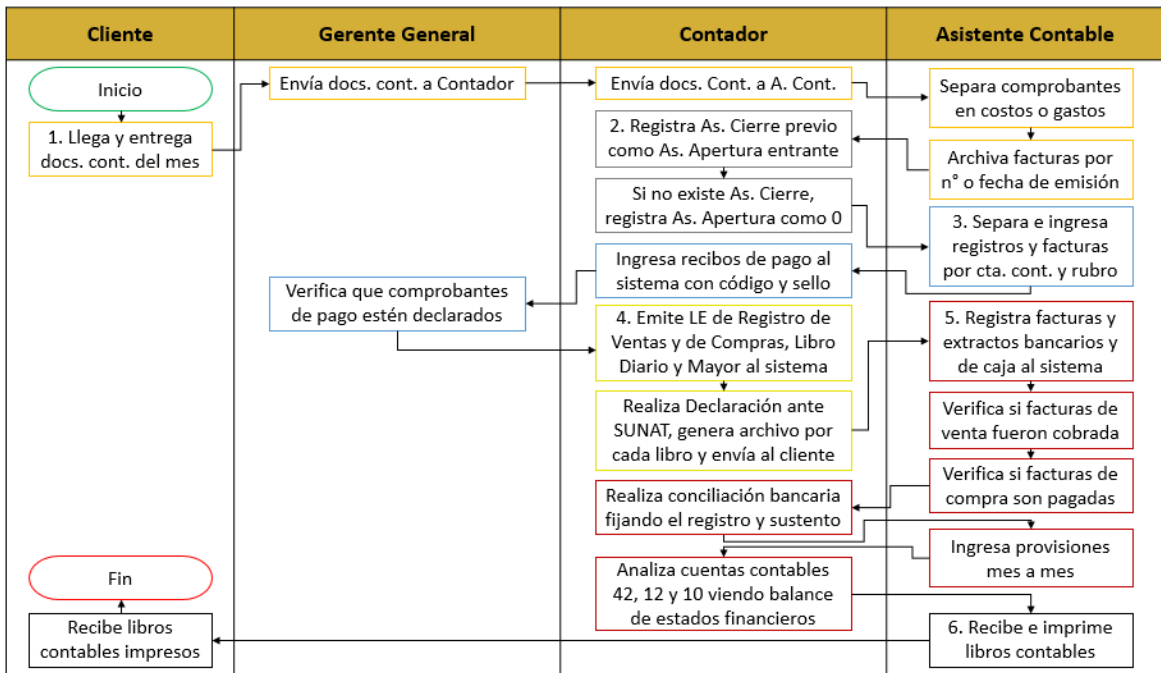 Cliente
Gerente General
Contador
Asistente Contable
Inicio
1. Llega y entrega
docs. cont. del mes
Envía docs. cont. a Contador
Envía docs. Cont. a A. Cont.
Separa comprobantes
en costos o gastos
Archiva facturas por
n° o fecha de emisión
2. Registra As. Cierre previo
como As. Apertura entrante
Si no existe As. Cierre,
registra As. Apertura como 0
3. Separa e ingresa
registros y facturas
por cta. cont. y rubro
Ingresa recibos de pago al
sistema con código y sello
Verifica que comprobantes
de pago estén declarados
4. Emite LE de Registro de
Ventas y de Compras, Libro
Diario y Mayor al sistema
Realiza Declaración ante
SUNAT, genera archivo por
cada libro y envía al cliente
5. Registra facturas y
extractos bancarios y
de caja al sistema
Verifica si facturas de
venta fueron cobrada
Verifica si facturas de
compra son pagadas
Realiza conciliación bancaria
fijando el registro y sustento
Ingresa provisiones
mes a mes
Analiza cuentas contables
42, 12 y 10 viendo balance
de estados financieros
6. Recibe e imprime
libros contables
Recibe libros
contables impresos
Fin